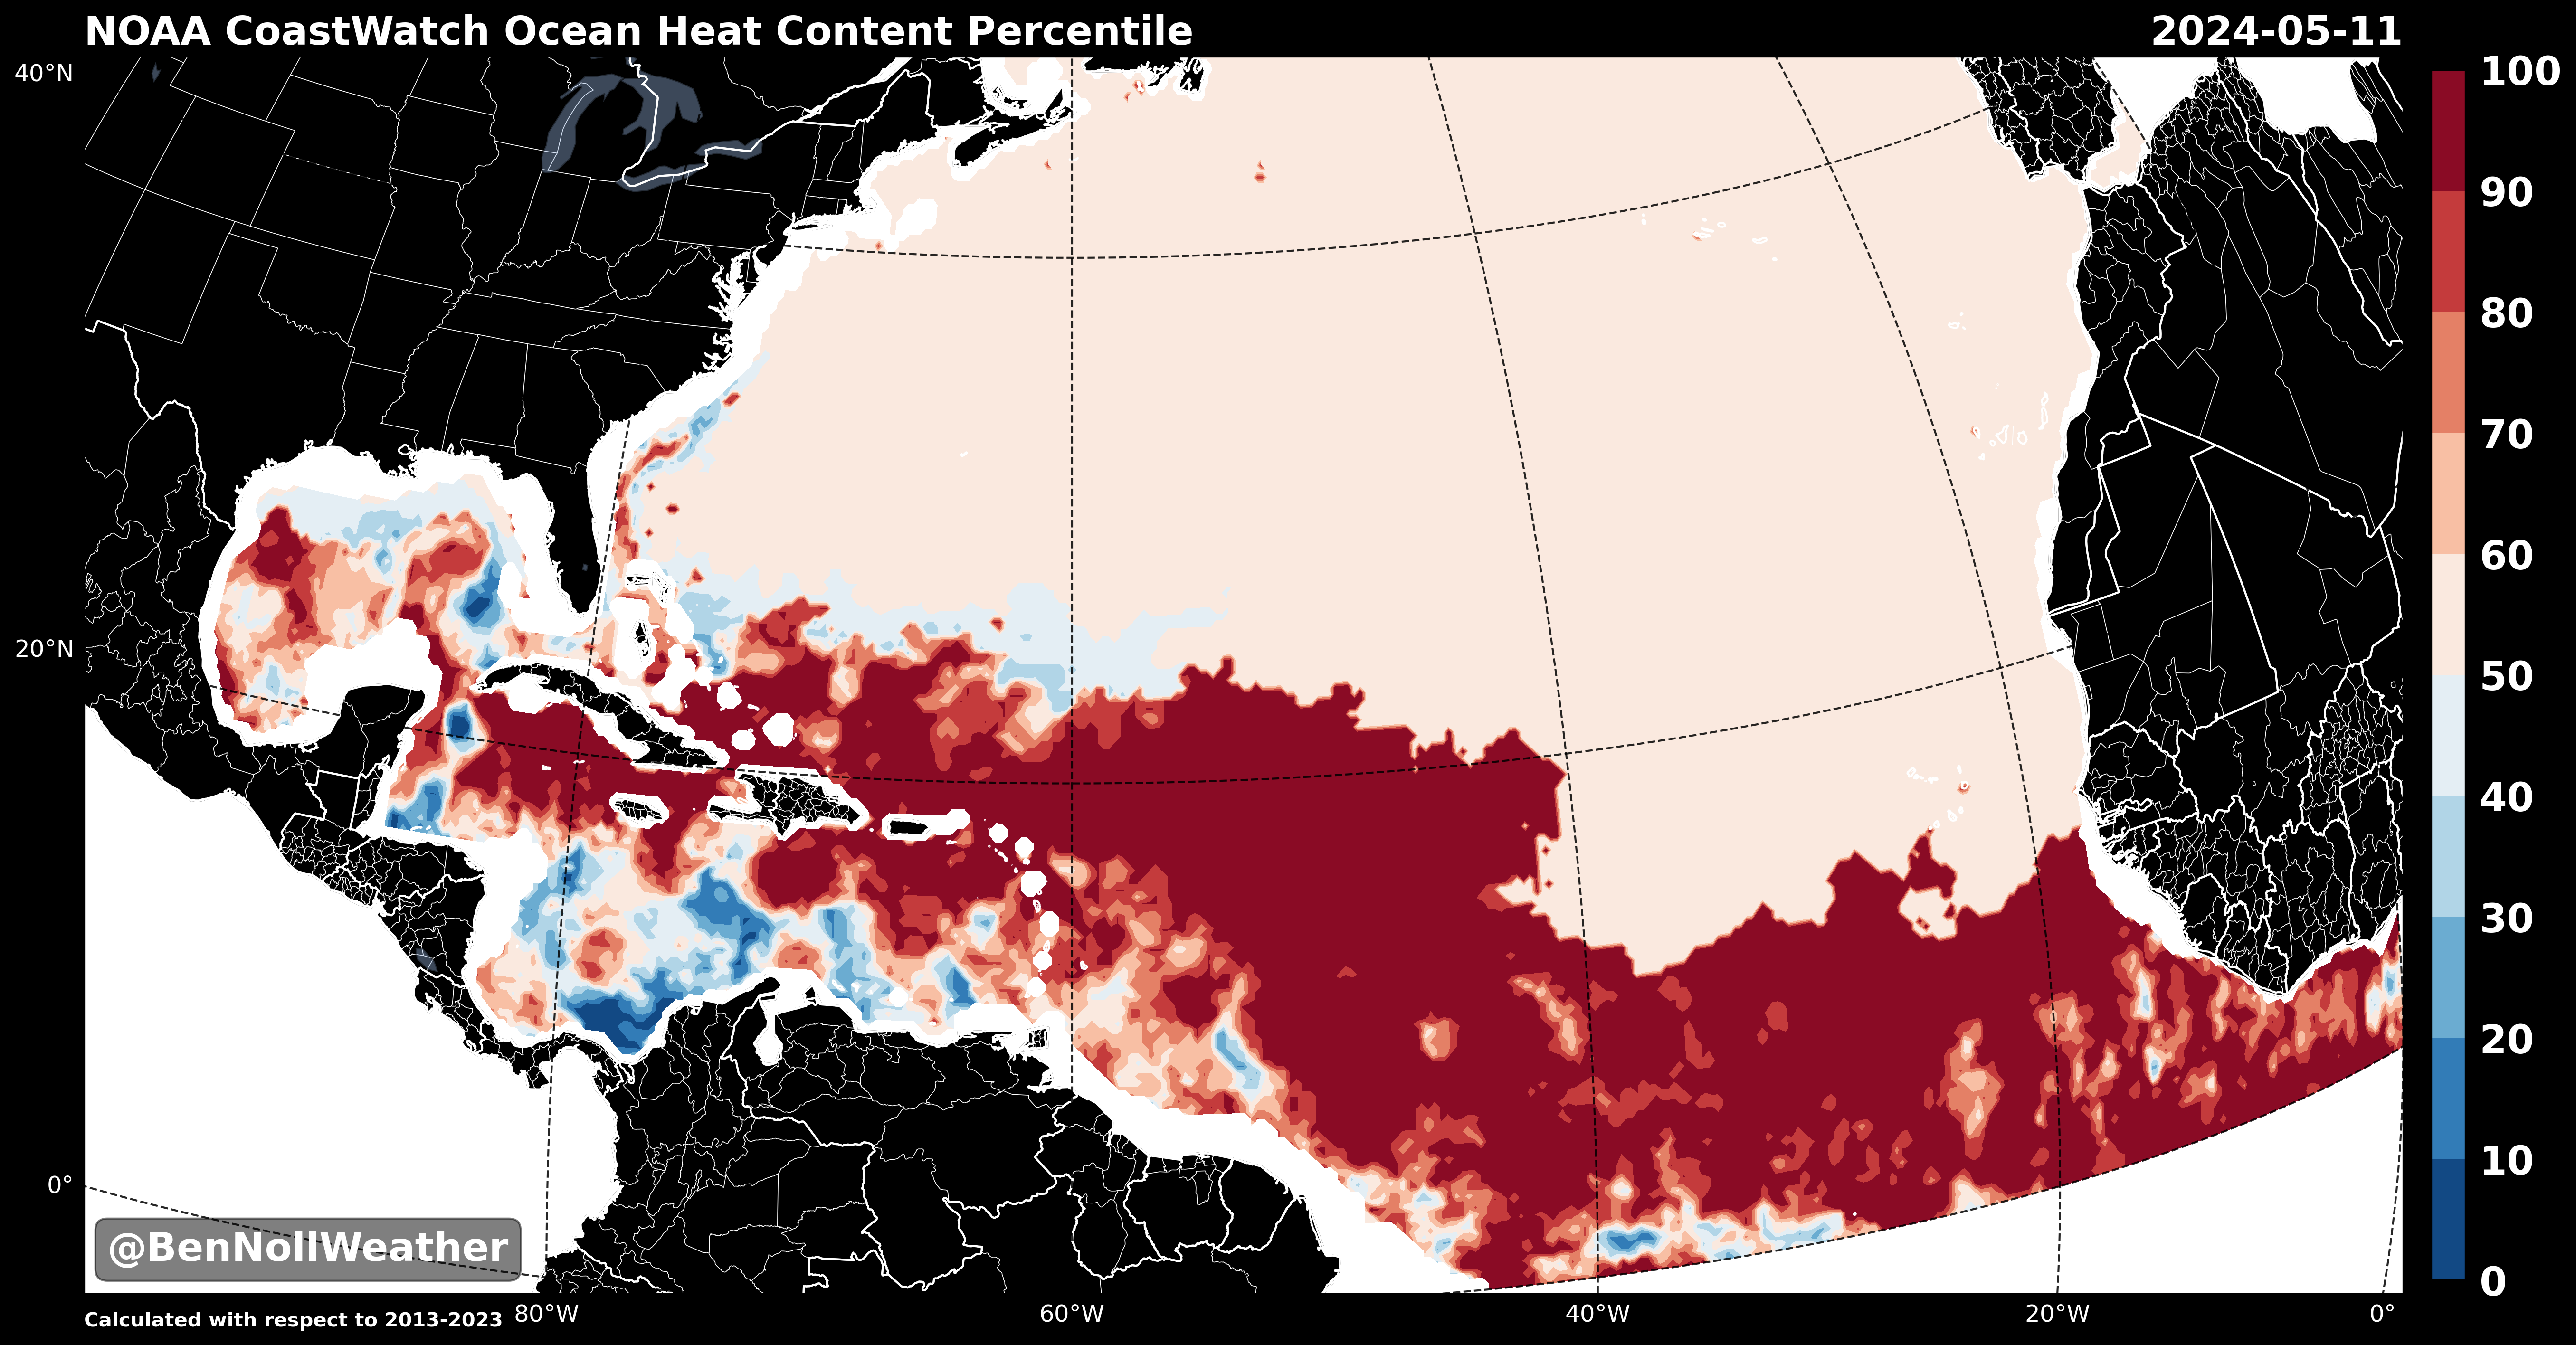 NOAA CoastWatch Ocean Heat Content Percentile 2024-05-11
40°N
20°N
0°
100
90
80
70
60
50
40
30
20
10
0
@BenNollWeather
Calculated with respect to 2013-2023
80°W 60°W 40°W 20°W 0°